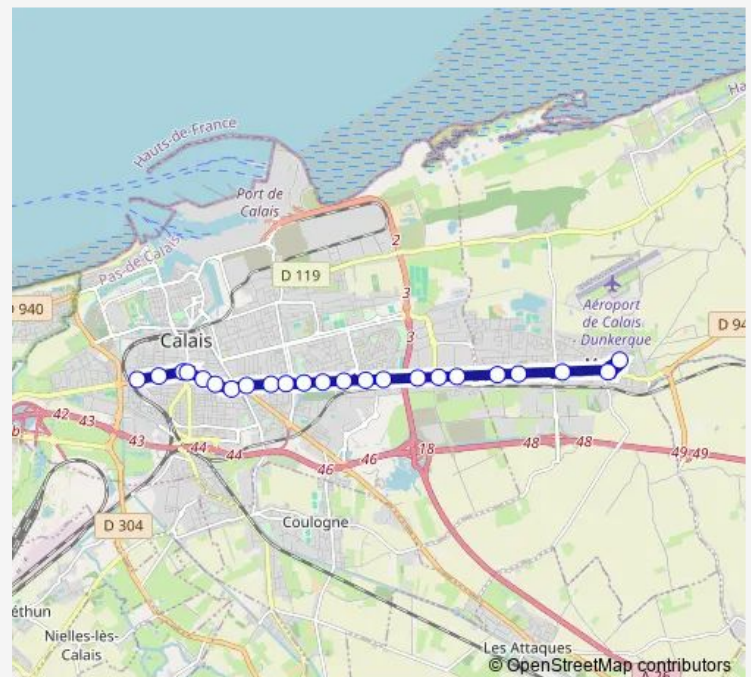 Hauts-de-France
Port de
Calais
Pas-de-Calais
2
D 119
3
D 940
Aéroport
de Calais
Dunkerque
3
D 94
Calais
42
43
43
44
44
46
46
18
48
48
49
49
D 304
Coulogne
éthun
Nielles-lès-
Calais
Les Attaques
© OpenStreetMap contributors
A 26